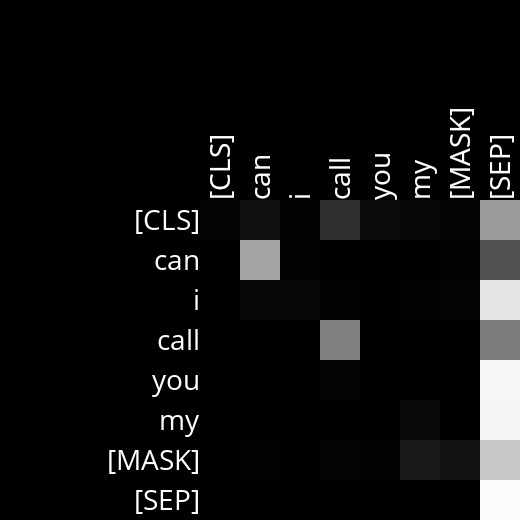 [CLS] can i call you my [MASK] [SEP]
[CLS]
can
i
call
you
my
[MASK]
[SEP]